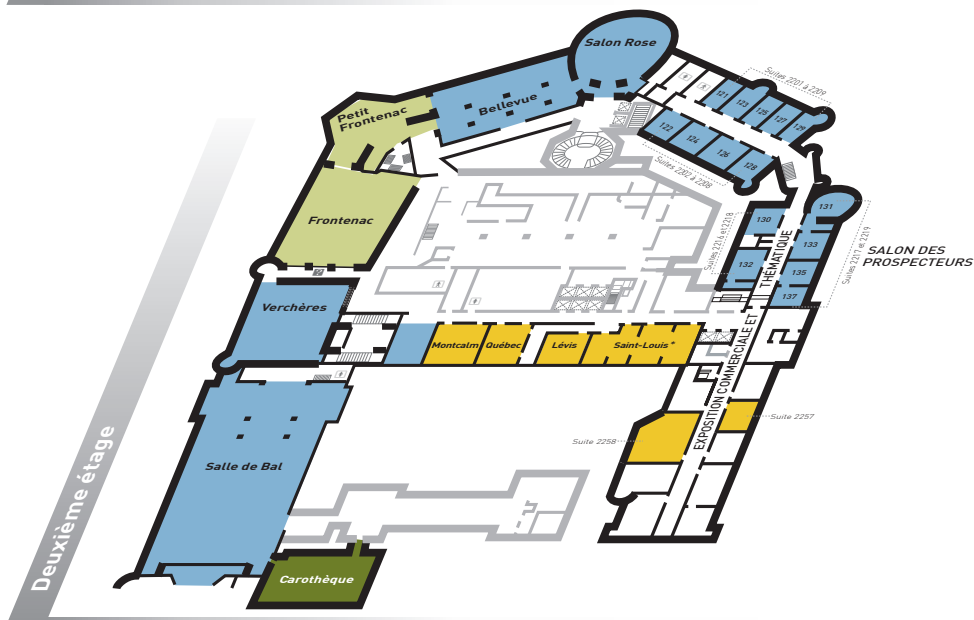 Salon Rose
Bellevue
Petit
Frontenac
Frontenac
Verchères
Suites 2201 à 2209
121
123
125
127
129
122
124
126
128
Suites 2202 à 2208
130
131
132
133
135
137
Suites 2216 et 2218
Suites 2217 et 2219
SALON DES
PROSPECTEURS
EXPOSITION COMMERCIALE ET THÉMATIQUE
Montcalm
Québec
Lévis
Saint-Louis *
Suite 2257
Suite 2258
Salle de Bal
Carothèque
Deuxième étage